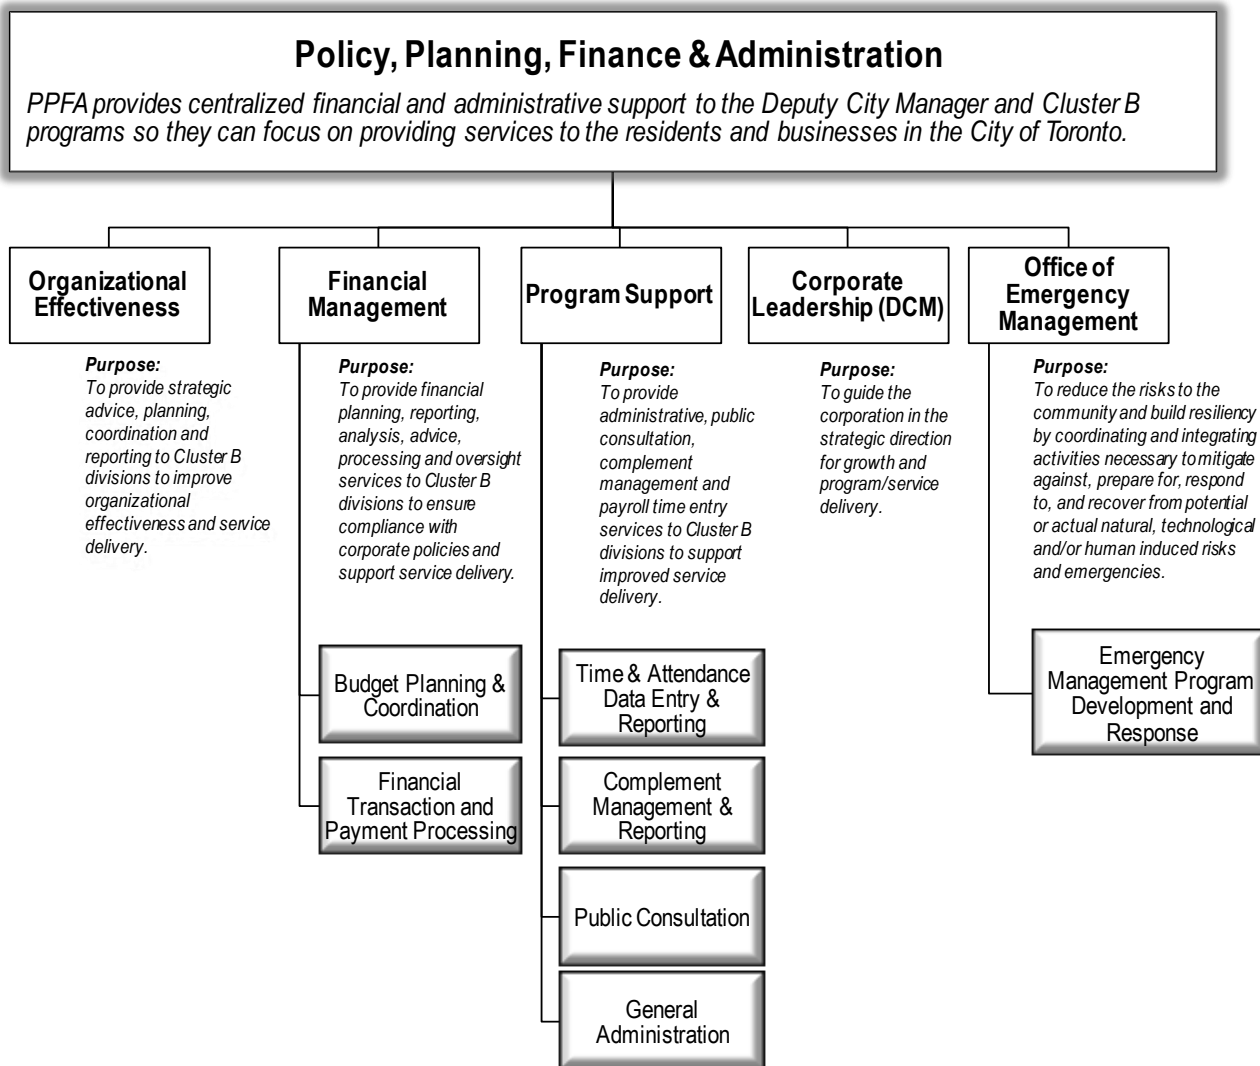 Policy, Planning, Finance & Administration
PPFA provides centralized financial and administrative support to the Deputy City Manager and Cluster B
programs so they can focus on providing services to the residents and businesses in the City of Toronto.
Organizational
Effectiveness
Purpose:
To provide strategic
advice, planning,
coordination and
reporting to Cluster B
divisions to improve
organizational
effectiveness and service
delivery.
Financial
Management
Purpose:
To provide financial
planning, reporting,
analysis, advice,
processing and oversight
services to Cluster B
divisions to ensure
compliance with
corporate policies and
support service delivery.
Budget Planning &
Coordination
Financial
Transaction and
Payment Processing
Program Support
Purpose:
To provide
administrative, public
consultation,
complement
management and
payroll time entry
services to Cluster B
divisions to support
improved service
delivery.
Time & Attendance
Data Entry &
Reporting
Complement
Management &
Reporting
Public Consultation
General
Administration
Corporate
Leadership (DCM)
Purpose:
To guide the
corporation in the
strategic direction
for growth and
program/service
delivery.
Office of
Emergency
Management
Purpose:
To reduce the risks to the
community and build resiliency
by coordinating and integrating
activities necessary to mitigate
against, prepare for, respond
to, and recover from potential
or actual natural, technological
and/or human induced risks
and emergencies.
Emergency
Management Program
Development and
Response